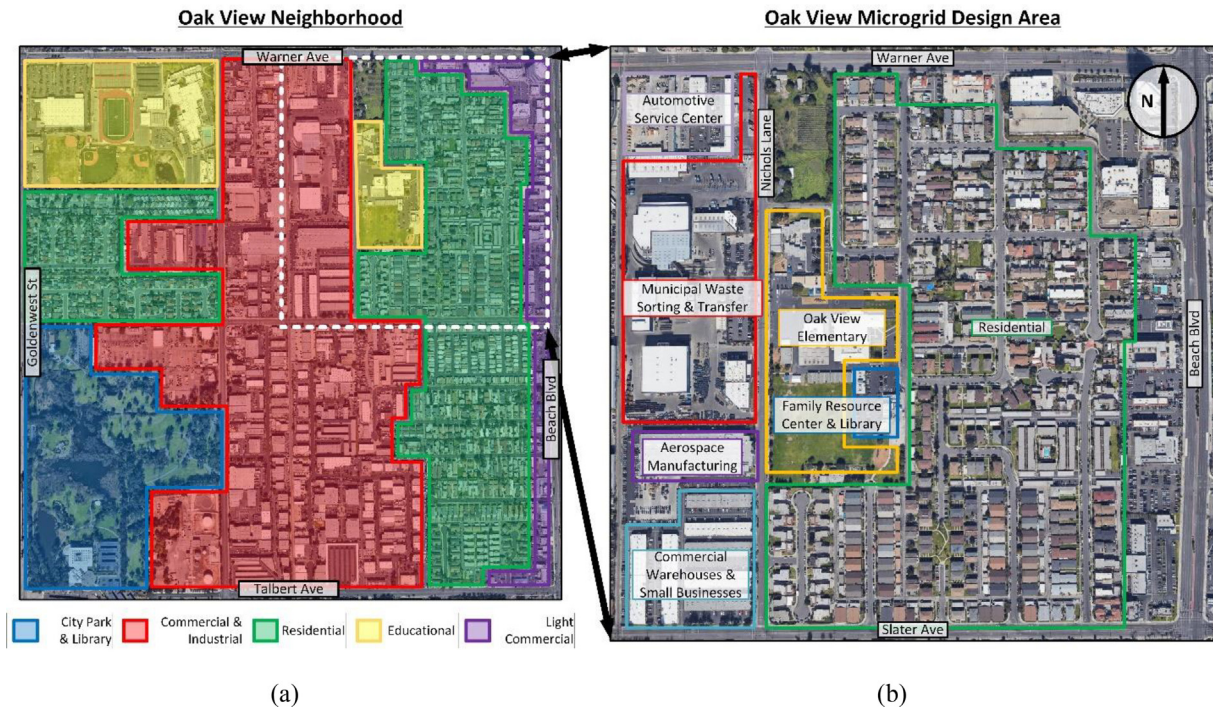 Oak View Neighborhood
Oak View Microgrid Design Area
Warner Ave
Goldenwest St
Beach Blvd
Talbert Ave
City Park
& Library
Commercial &
Industrial
Residential
Educational
Light
Commercial
(a)
Warner Ave
N
Automotive
Service Center
Nichols Lane
Municipal Waste
Sorting & Transfer
Oak View
Elementary
Residential
Beach Blvd
Family Resource
Center & Library
Aerospace
Manufacturing
Commercial
Warehouses &
Small Businesses
Slater Ave
(b)